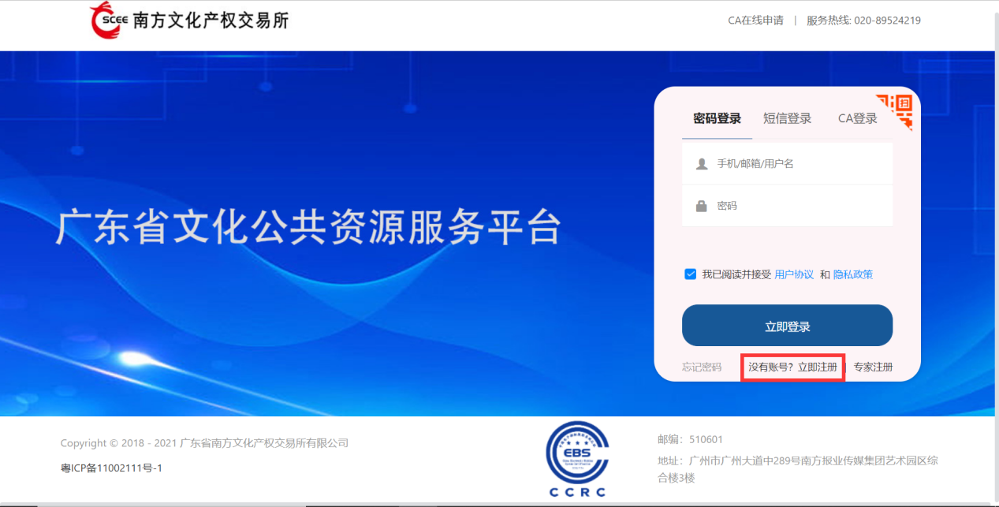 SCEE 南方文化产权交易所
CA在线申请 | 服务热线: 020-89524219
密码登录 短信登录 CA登录
手机/邮箱/用户名
密码
广东省文化公共资源服务平台
我已阅读并接受 用户协议 和 隐私政策
立即登录
忘记密码 没有账号? 立即注册 | 专家注册
Copyright © 2018 - 2021 广东省南方文化产权交易所有限公司
粤ICP备11002111号-1
EBS
CCRC
邮编: 510601
地址: 广州市广州大道中289号南方报业传媒集团艺术园区综
合楼3楼